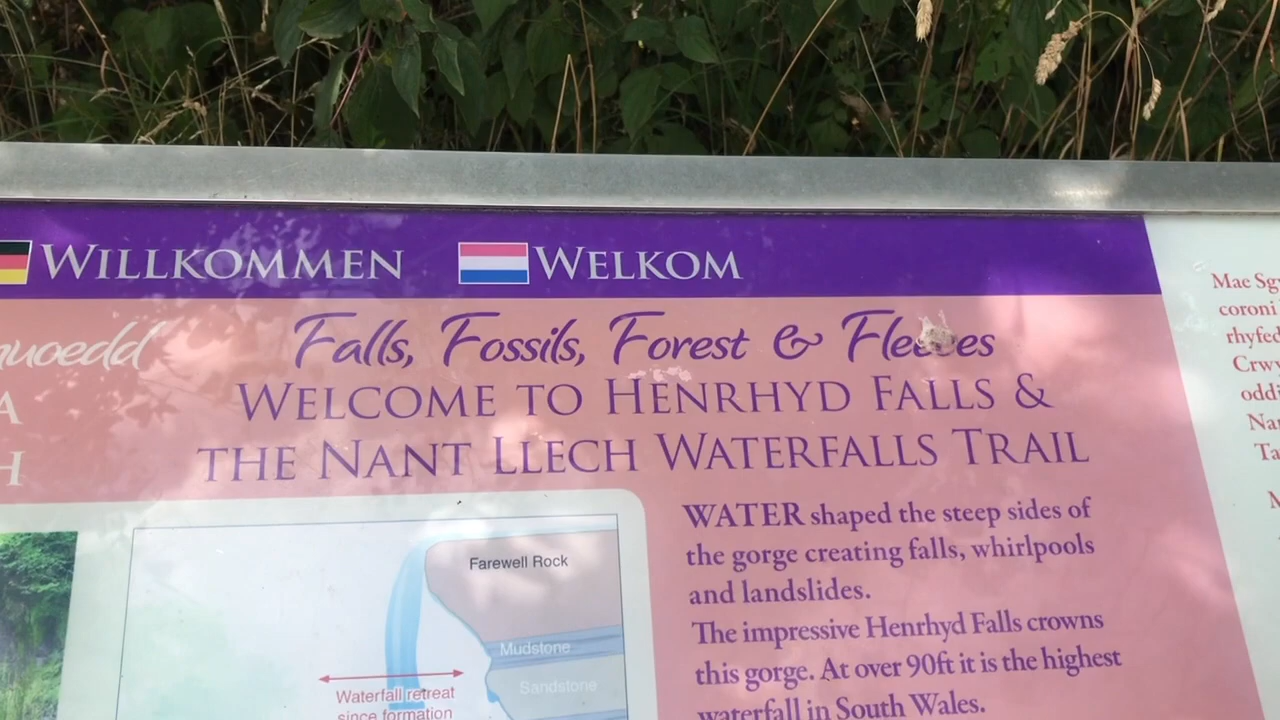 WILLKOMMEN WELKOM
Falls, Fossils, Forest & Fleeces
WELCOME TO HENRHYD FALLS &
THE NANT LLECH WATERFALLS TRAIL
WATER shaped the steep sides of
the gorge creating falls, whirlpools
and landslides.
The impressive Henrhyd Falls crowns
this gorge. At over 90ft it is the highest
waterfall in South Wales.
Farewell Rock
Mudstone
Sandstone
Waterfall retreat
since formation
A
H
Mae
coroni